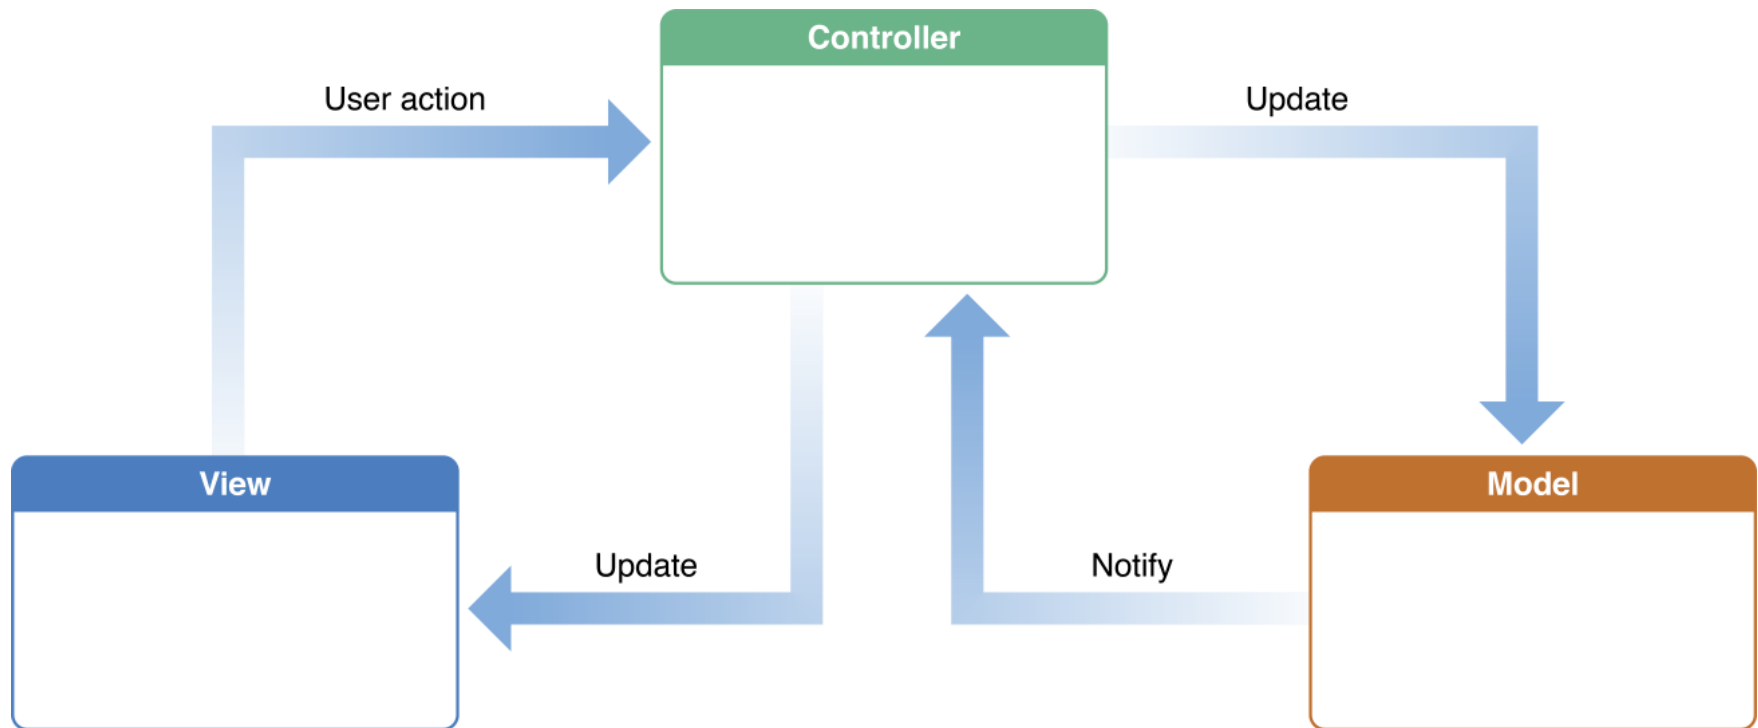 Controller
User action
Update
View
Model
Update
Notify